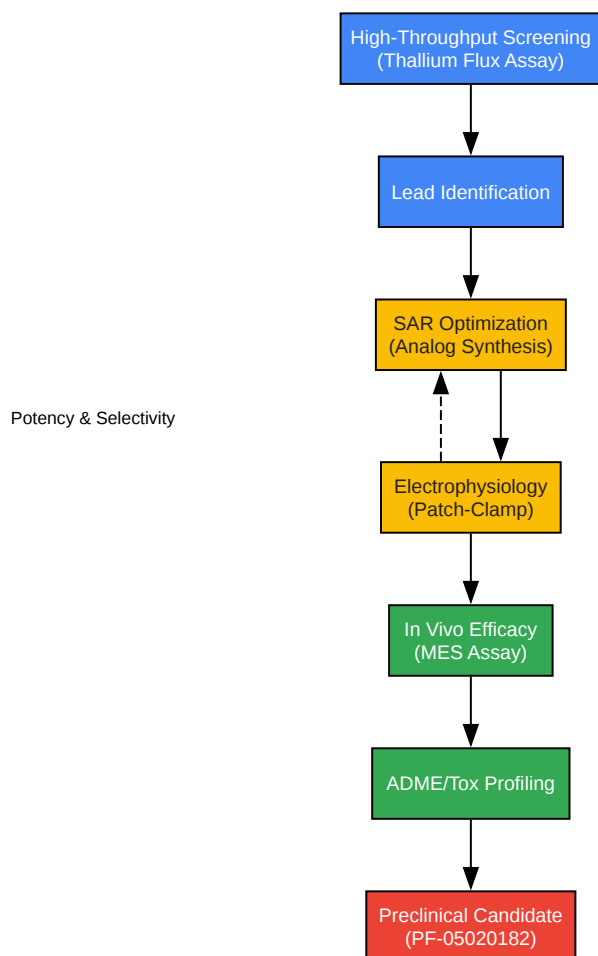 High-Throughput Screening
(Thallium Flux Assay)
Lead Identification
SAR Optimization
(Analog Synthesis)
Potency & Selectivity
Electrophysiology
(Patch-Clamp)
In Vivo Efficacy
(MES Assay)
ADME/Tox Profiling
Preclinical Candidate
(PF-05020182)